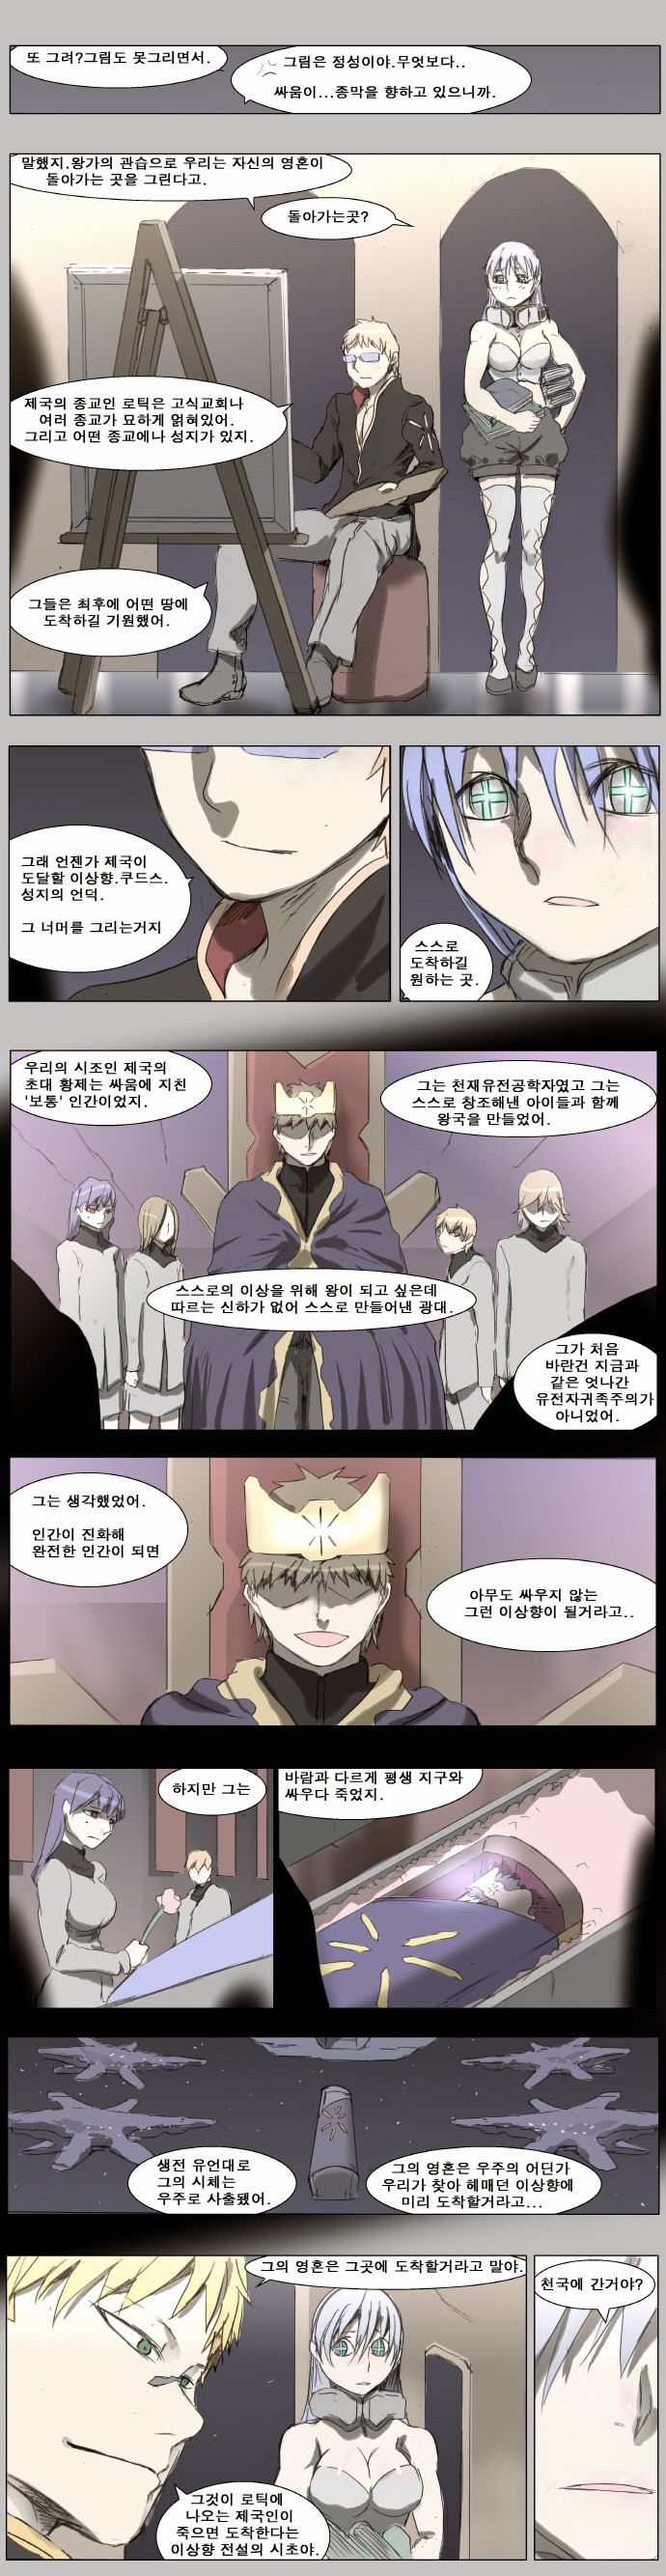 또 그려?그림도 못그리면서.
그림은 정성이야.무엇보다..
싸움이...종막을 향하고 있으니까.
말했지.왕가의 관습으로 우리는 자신의 영혼이
돌아가는 곳을 그린다고.
돌아가는곳?
제국의 종교인 로틱은 고식교회나
여러 종교가 묘하게 얽혀있어.
그리고 어떤 종교에나 성지가 있지.
그들은 최후에 어떤 땅에
도착하길 기원했어.
그래 언젠가 제국이
도달할 이상향.쿠드스.
성지의 언덕.
그 너머를 그리는거지
스스로
도착하길
원하는 곳.
우리의 시조인 제국의
초대 황제는 싸움에 지친
'보통' 인간이었지.
그는 천재유전공학자였고 그는
스스로 창조해낸 아이들과 함께
왕국을 만들었어.
스스로의 이상을 위해 왕이 되고 싶은데
따르는 신하가 없어 스스로 만들어낸 광대.
그가 처음
바란건 지금과
같은 엇나간
유전자귀족주의가
아니었어.
그는 생각했었어.
인간이 진화해
완전한 인간이 되면
아무도 싸우지 않는
그런 이상향이 될거라고..
하지만 그는
바람과 다르게 평생 지구와
싸우다 죽었지.
생전 유언대로
그의 시체는
우주로 사출됐어.
그의 영혼은 우주의 어딘가
우리가 찾아 헤매던 이상향에
미리 도착할거라고...
그의 영혼은 그곳에 도착할거라고 말야.
천국에 간거야?
그것이 로틱에
나오는 제국인이
죽으면 도착한다는
이상향 전설의 시초야.